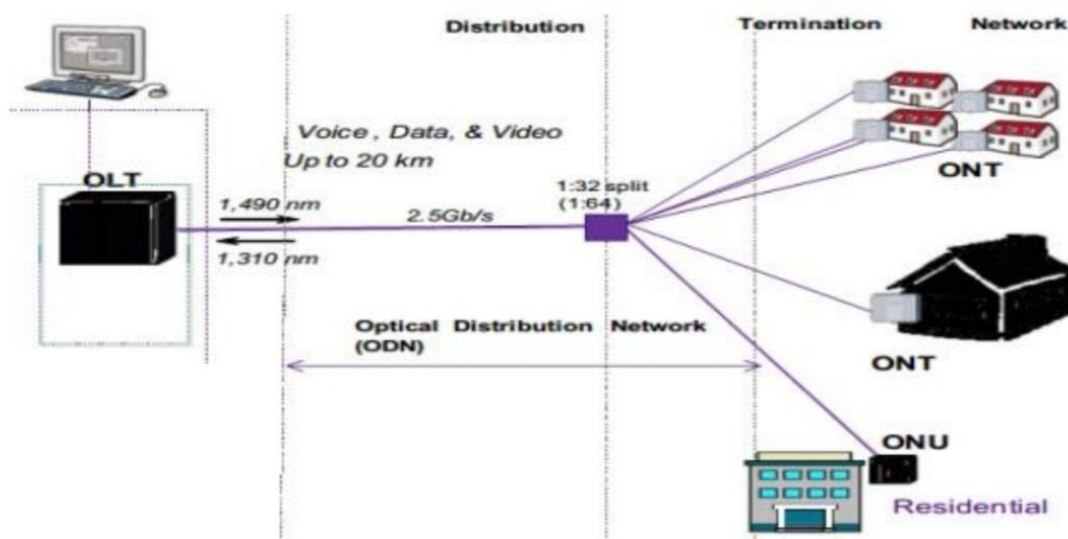 Distribution Termination Network
Voice , Data, & Video
Up to 20 km
OLT
1,490 nm
1,310 nm
2.5Gb/s
1:32 split
(1:64)
ONT
Optical Distribution Network
(ODN)
ONT
ONU
Residential